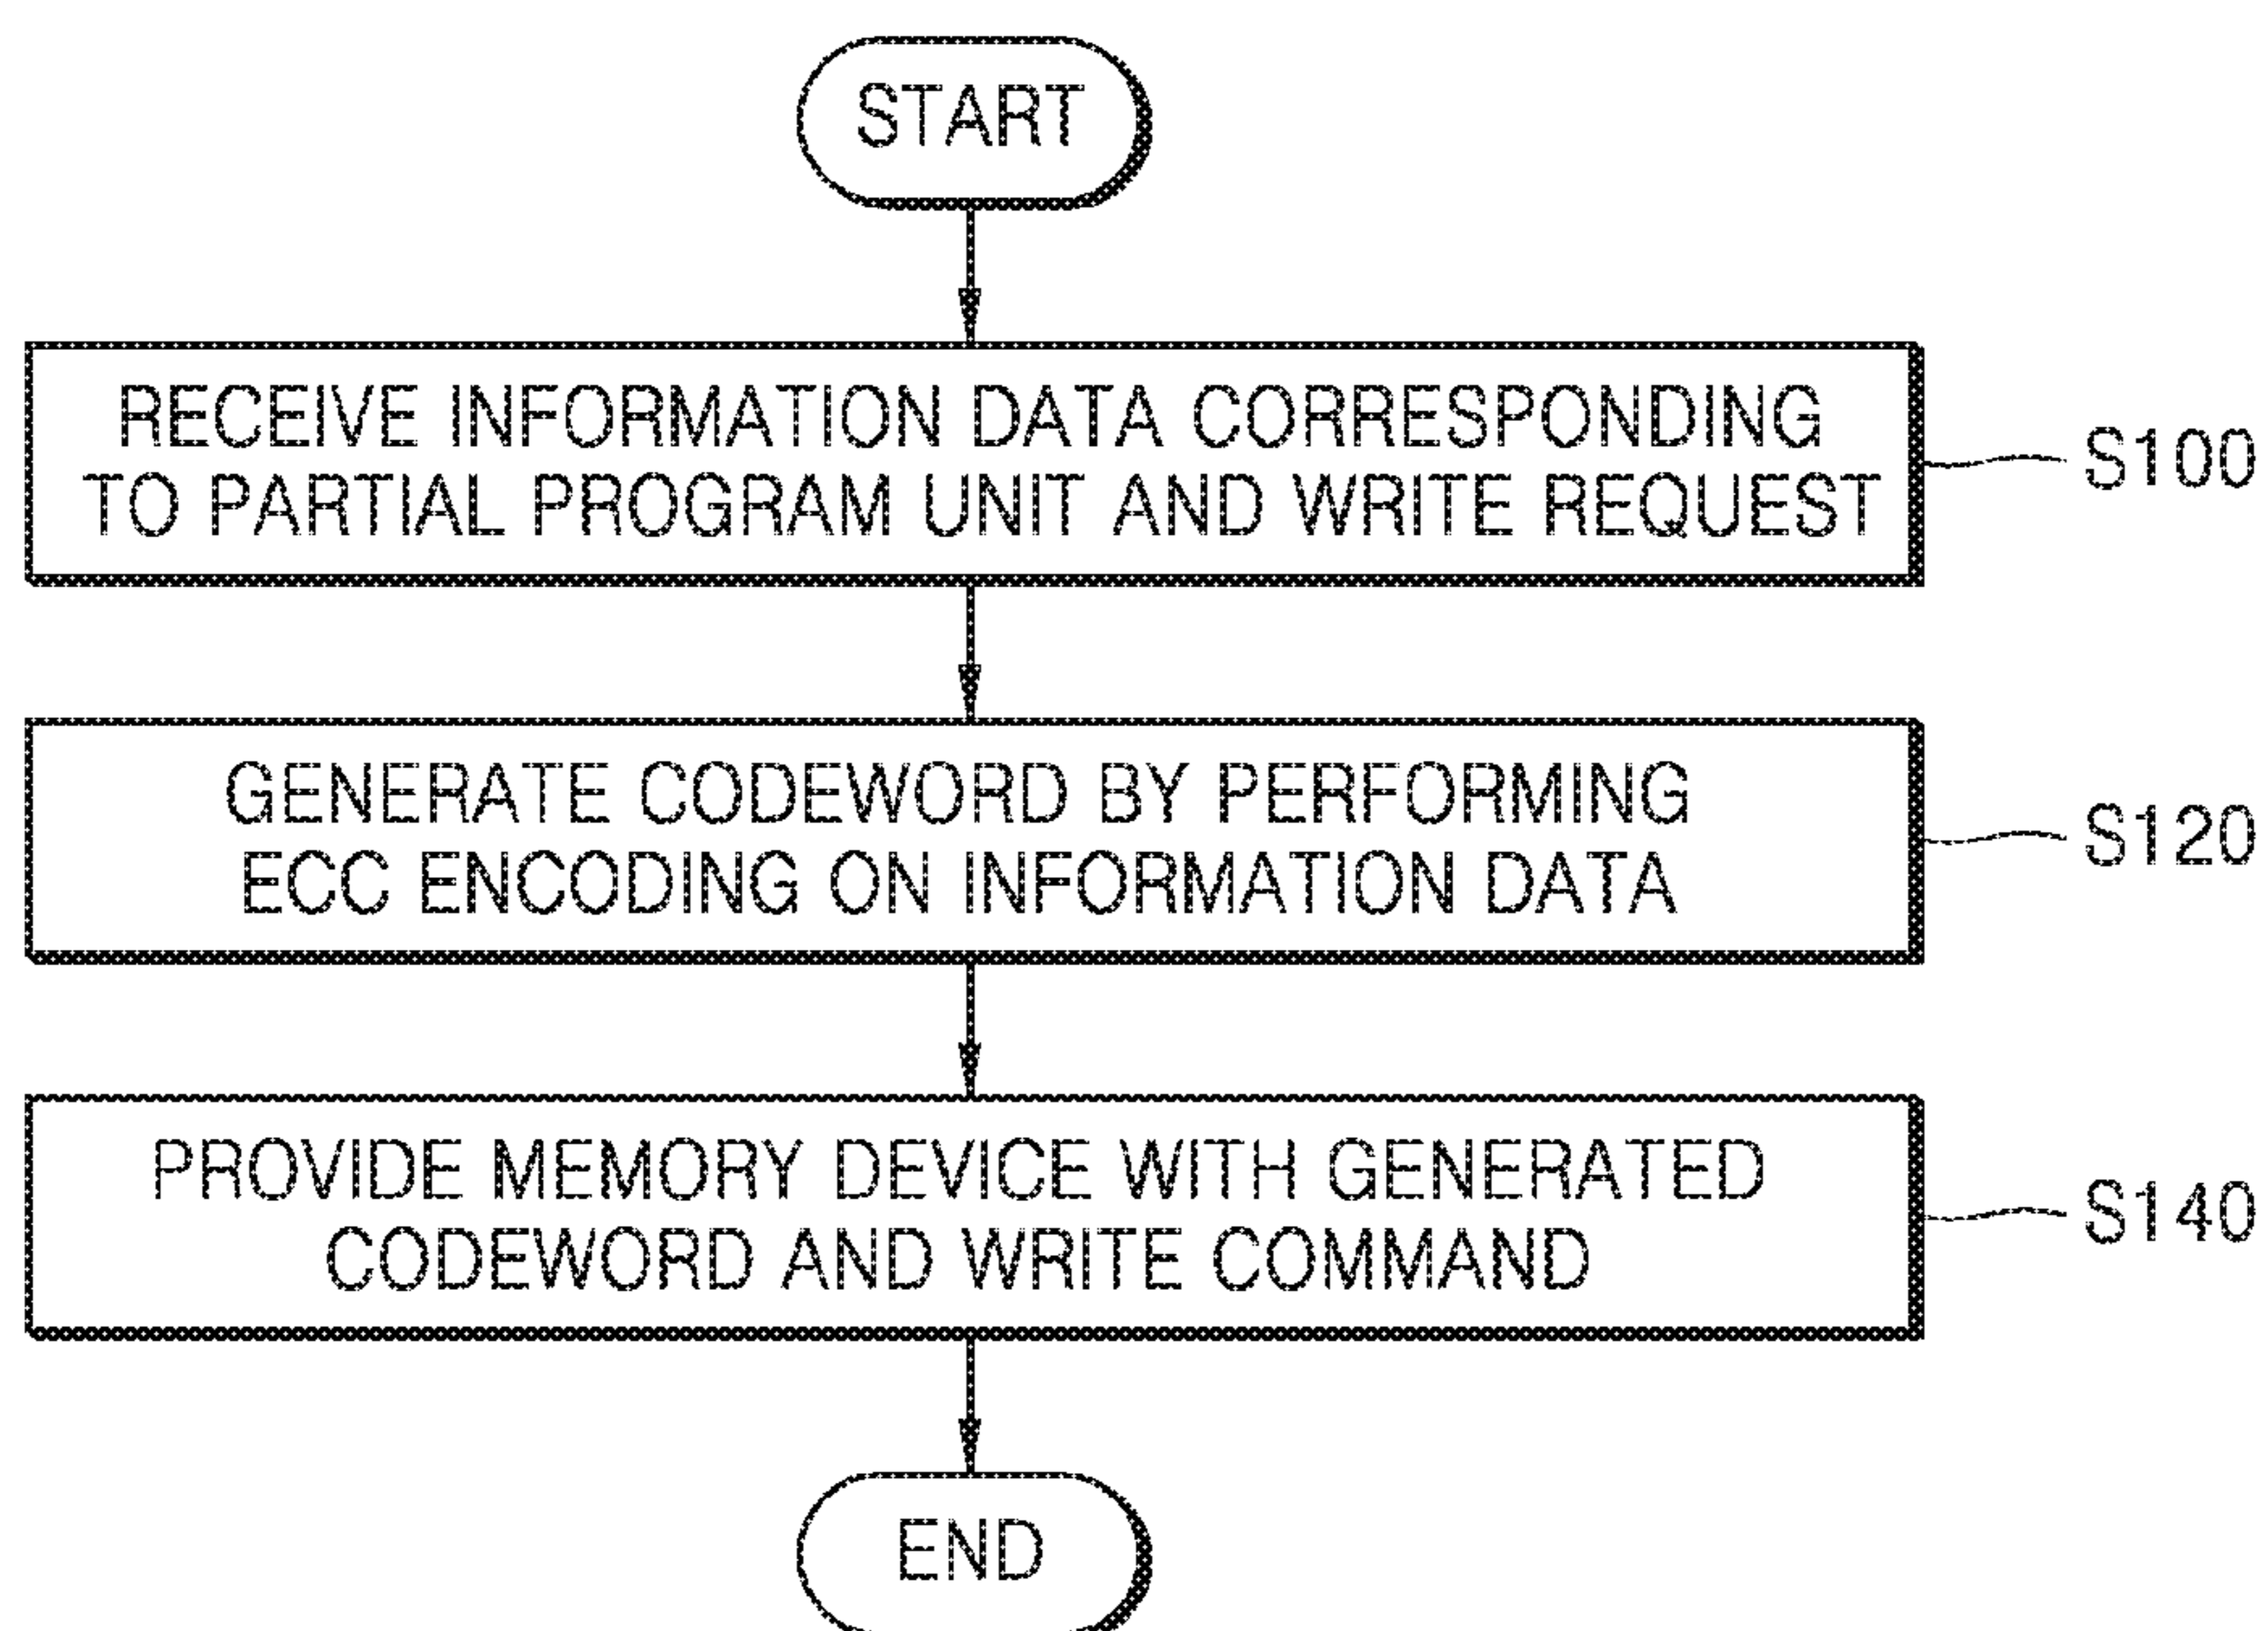 START
RECEIVE INFORMATION DATA CORRESPONDING
TO PARTIAL PROGRAM UNIT AND WRITE REQUEST
S100
GENERATE CODEWORD BY PERFORMING
ECC ENCODING ON INFORMATION DATA
S120
PROVIDE MEMORY DEVICE WITH GENERATED
CODEWORD AND WRITE COMMAND
S140
END